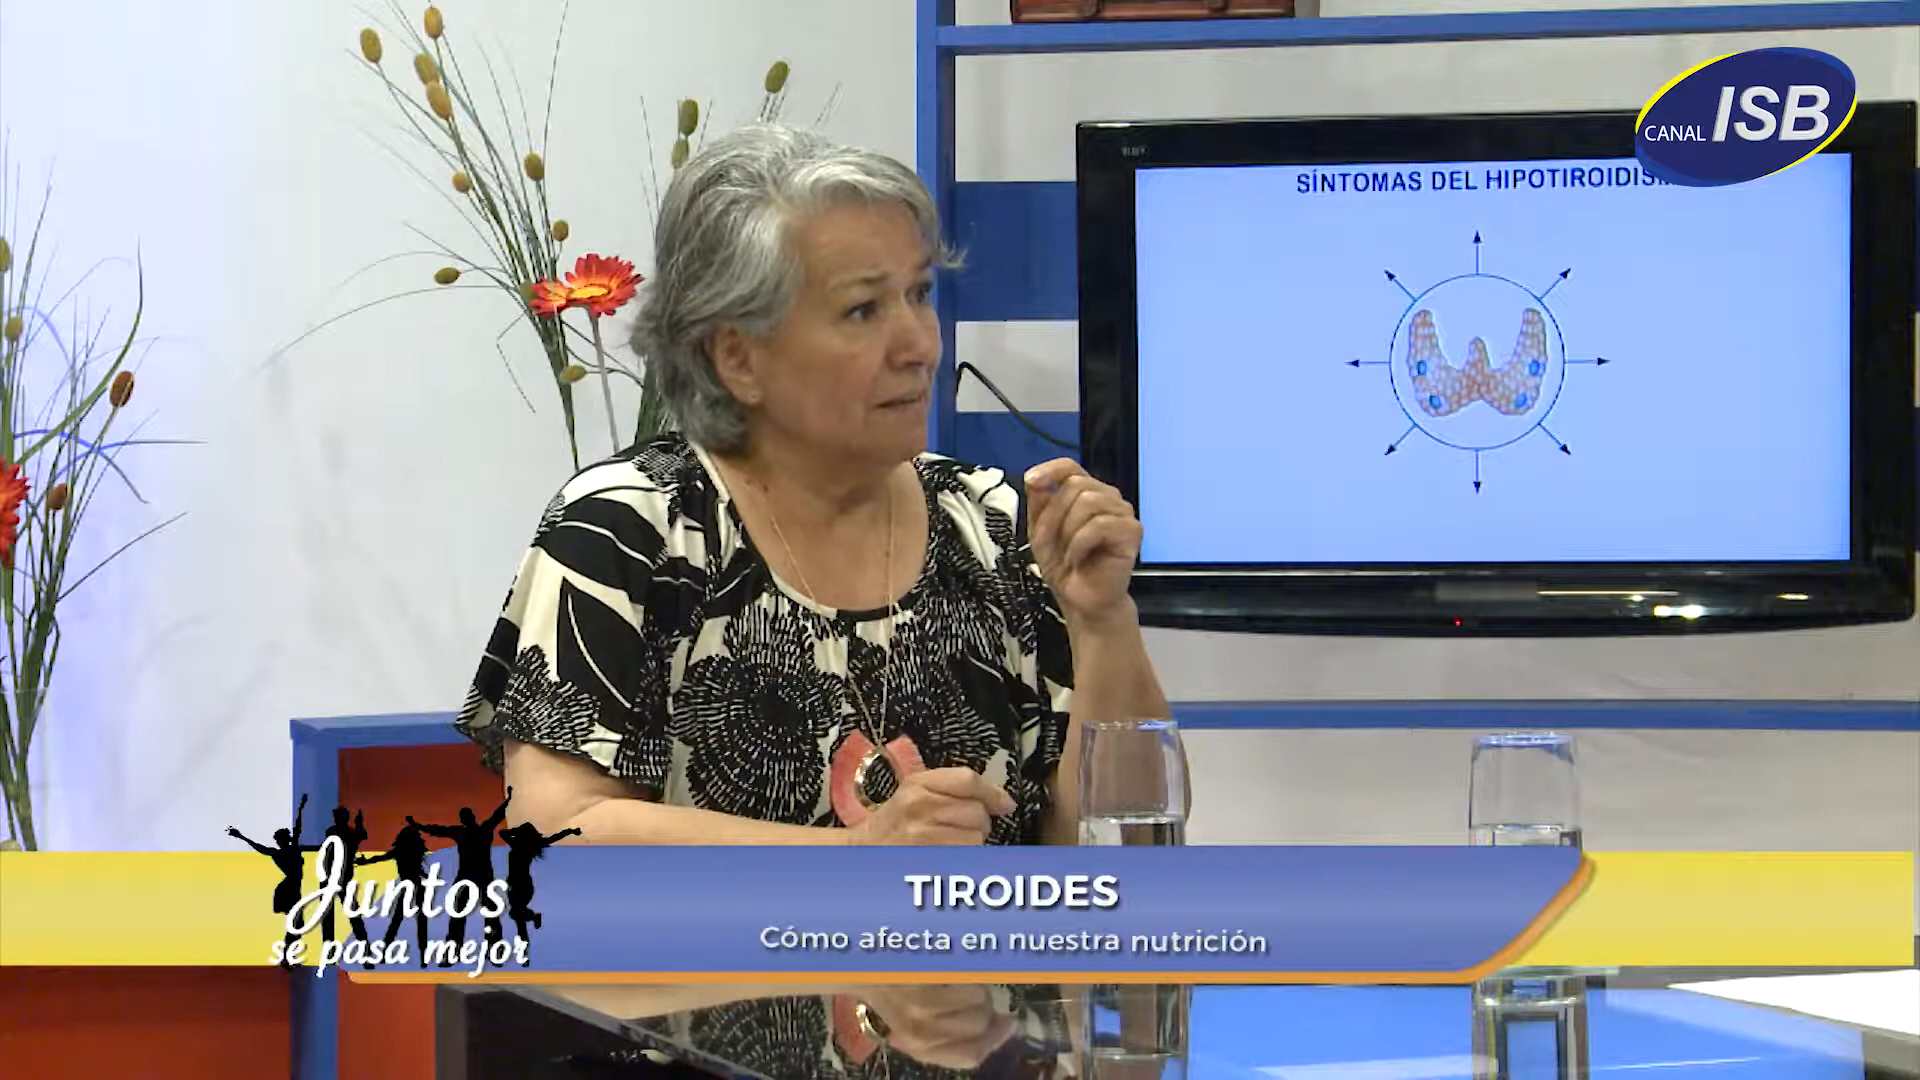 CANAL ISB
SÍNTOMAS DEL HIPOTIROIDIS
TIROIDES
Cómo afecta en nuestra nutrición
Juntos
se pasa mejor